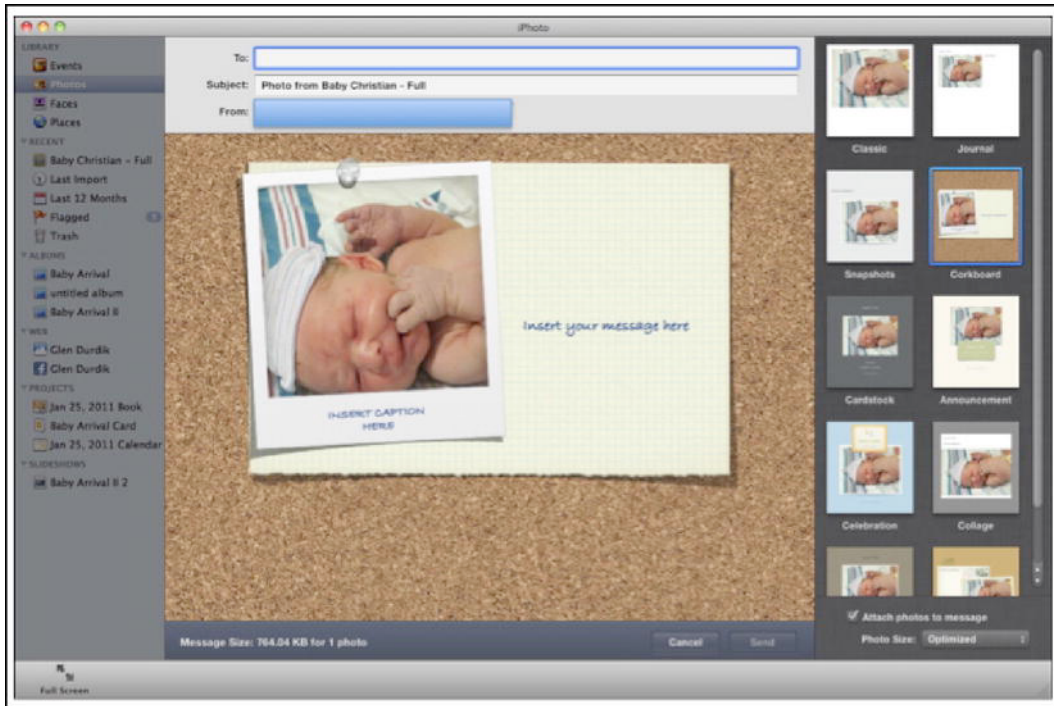 iPhoto
LIBRARY
Events
Photos
Faces
Places
RECENT
Baby Christian - Full
Last Import
Last 12 Months
Flagged
Trash
ALBUMS
Baby Arrival
untitled album
Baby Arrival II
WEB
Glen Durdik
Glen Durdik
PROJECTS
Jan 25, 2011 Book
Baby Arrival Card
Jan 25, 2011 Calendar
SLIDESHOWS
Baby Arrival II 2
To:
Subject: Photo from Baby Christian - Full
From:
Insert your message here
INSERT CAPTION
HERE
Message Size: 764.04 KB for 1 photo
Cancel Send
Classic Journal
Snapshots Corkboard
Cardstock Announcement
Celebration Collage
Attach photos to message
Photo Size: Optimized
Full Screen